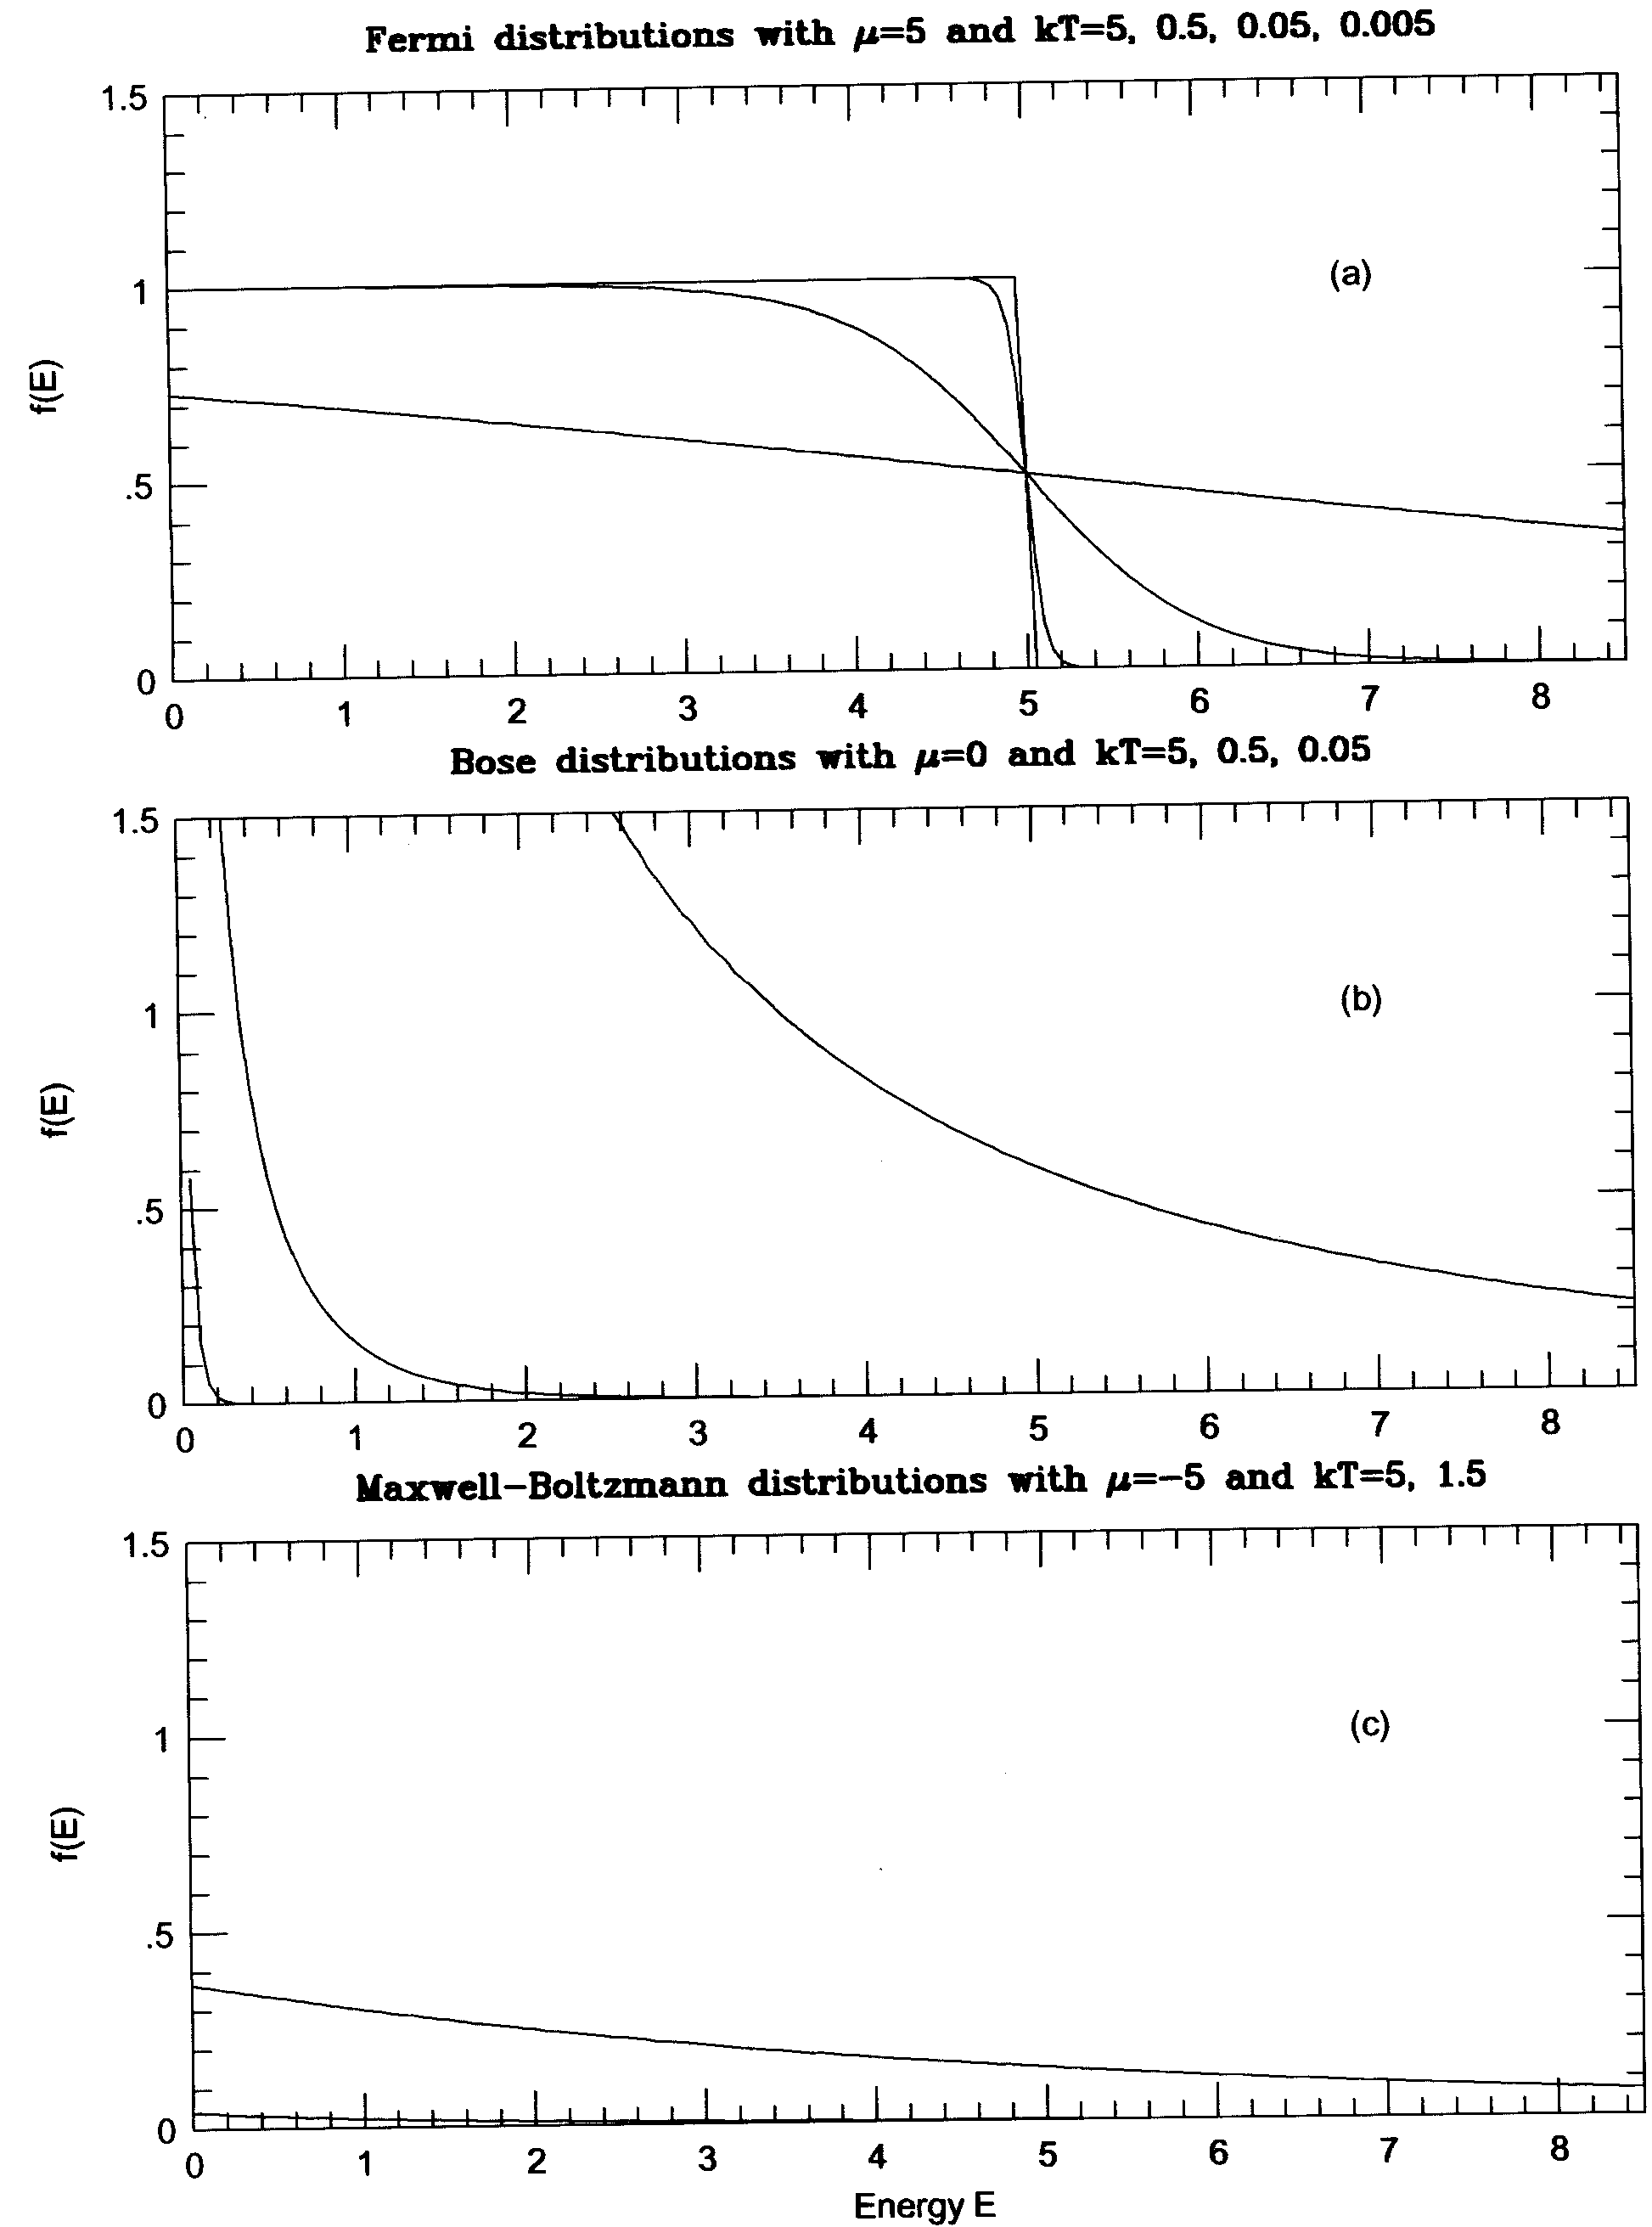 Fermi distributions with μ=5 and kT=5, 0.5, 0.05, 0.005
1.5
1
.5
0
f(E)
(a)
0 1 2 3 4 5 6 7 8
Bose distributions with μ=0 and kT=5, 0.5, 0.05
1.5
1
.5
0
f(E)
(b)
0 1 2 3 4 5 6 7 8
Maxwell-Boltzmann distributions with μ=-5 and kT=5, 1.5
1.5
1
.5
0
f(E)
(c)
0 1 2 3 4 5 6 7 8
Energy E